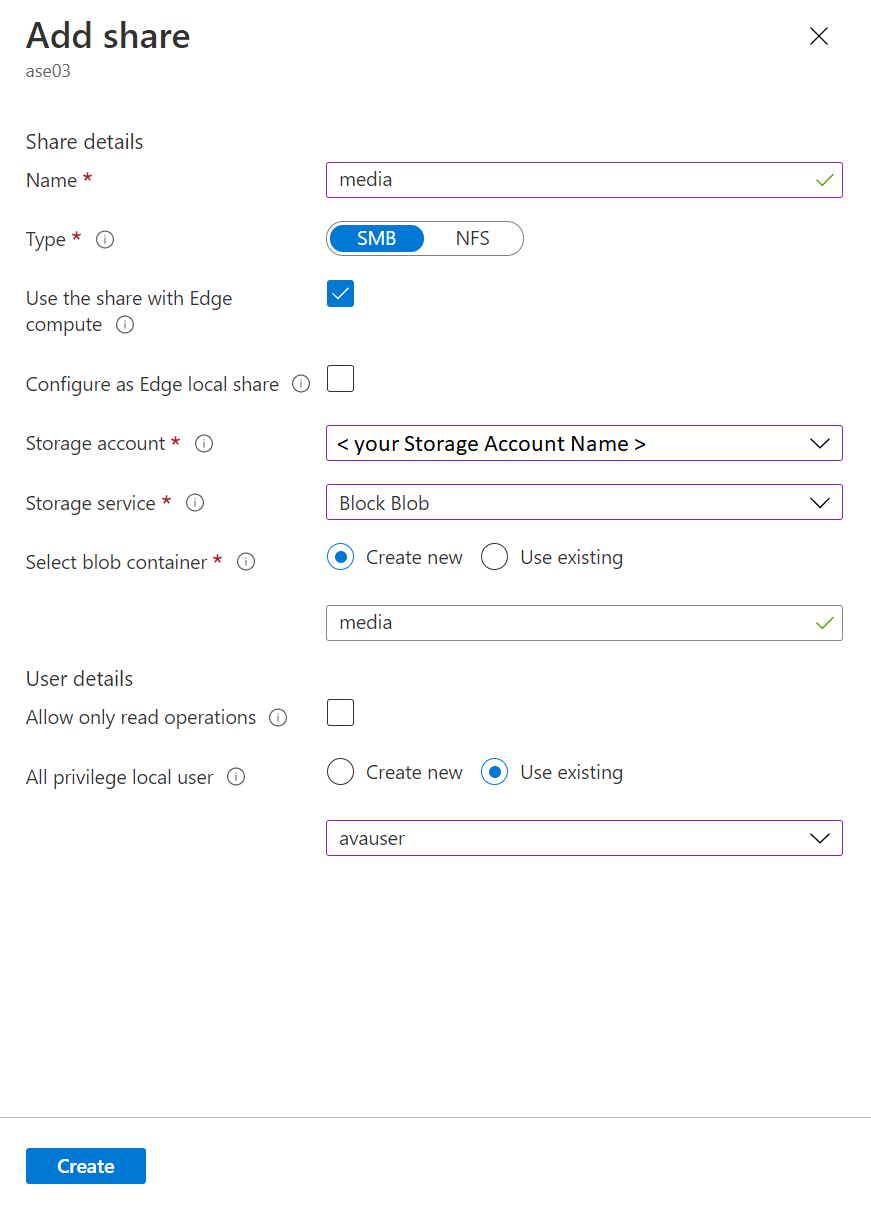 Add share
ase03
Share details
Name *
media
Type *
SMB NFS
Use the share with Edge
compute
Configure as Edge local share
Storage account *
< your Storage Account Name >
Storage service *
Block Blob
Select blob container *
Create new Use existing
media
User details
Allow only read operations
All privilege local user
Create new Use existing
avauser
Create